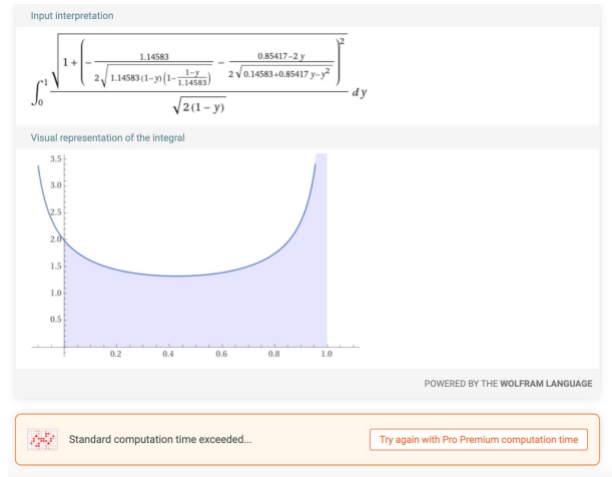 Input interpretation
∫₀¹ √(1 + (− 1.14583 / (2√(1.14583 (1−y) (1− (1−y)/1.14583))) − (0.85417−2 y) / (2 √(0.14583+0.85417 y−y²)))²) / √(2 (1 − y)) dy
Visual representation of the integral
3.5
3.0
2.5
2.0
1.5
1.0
0.5
0.2 0.4 0.6 0.8 1.0
POWERED BY THE WOLFRAM LANGUAGE
Standard computation time exceeded... Try again with Pro Premium computation time